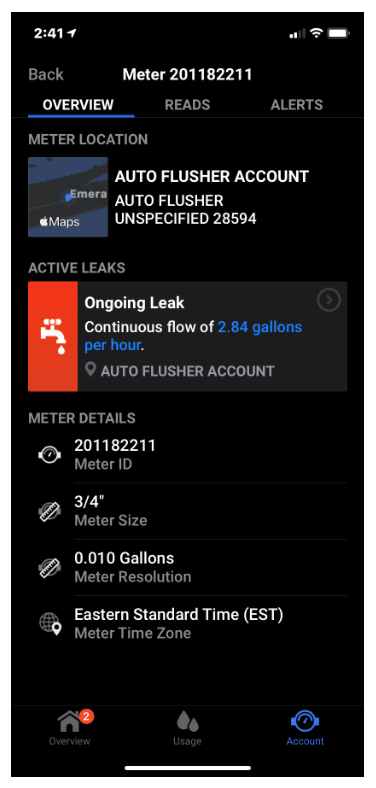 2:41
Back
Meter 201182211
OVERVIEW
READS
ALERTS
METER LOCATION
Emera
Maps
AUTO FLUSHER ACCOUNT
AUTO FLUSHER
UNSPECIFIED 28594
ACTIVE LEAKS
Ongoing Leak
Continuous flow of 2.84 gallons
per hour.
AUTO FLUSHER ACCOUNT
METER DETAILS
201182211
Meter ID
3/4"
Meter Size
0.010 Gallons
Meter Resolution
Eastern Standard Time (EST)
Meter Time Zone
2
Overview
Usage
Account